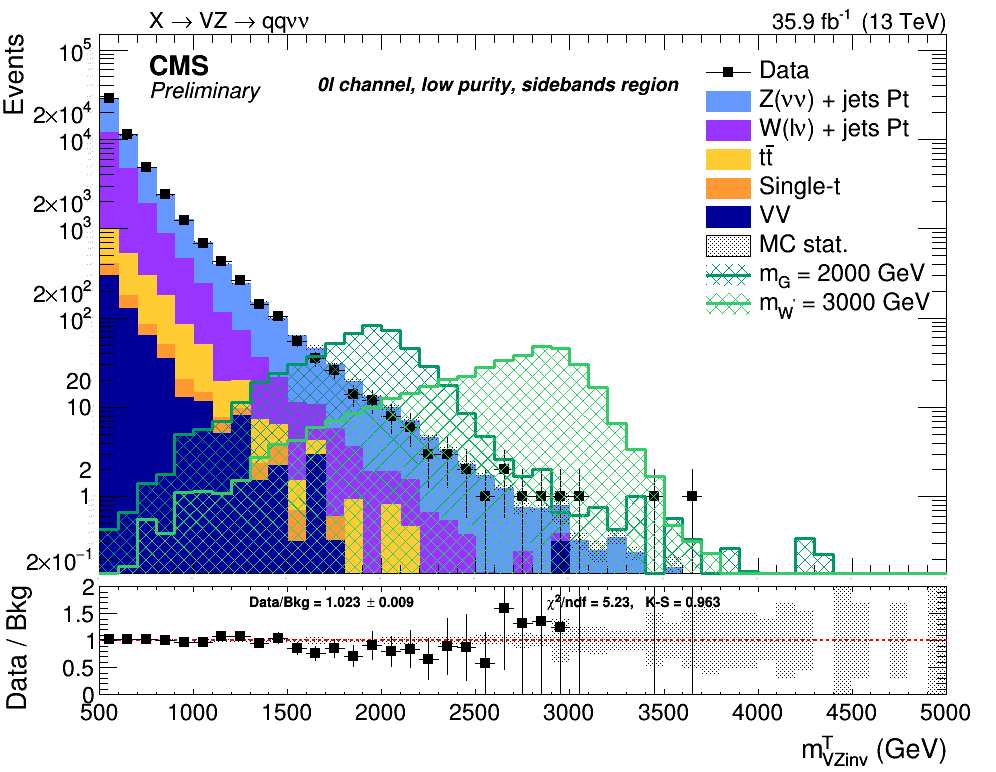 X → VZ → qqνν
35.9 fb⁻¹ (13 TeV)
Events
CMS
Preliminary
0l channel, low purity, sidebands region
Data
Z(νν) + jets Pt
W(lν) + jets Pt
tt̄
Single-t
VV
MC stat.
m_G = 2000 GeV
m_W' = 3000 GeV
10⁵
2×10⁴
10⁴
2×10³
10³
2×10²
10²
20
10
2
1
2×10⁻¹
Data / Bkg
Data/Bkg = 1.023 ± 0.009
χ²/ndf = 5.23, K-S = 0.963
2
1.5
1
0.5
0
500 1000 1500 2000 2500 3000 3500 4000 4500 5000
m^T_VZinv (GeV)